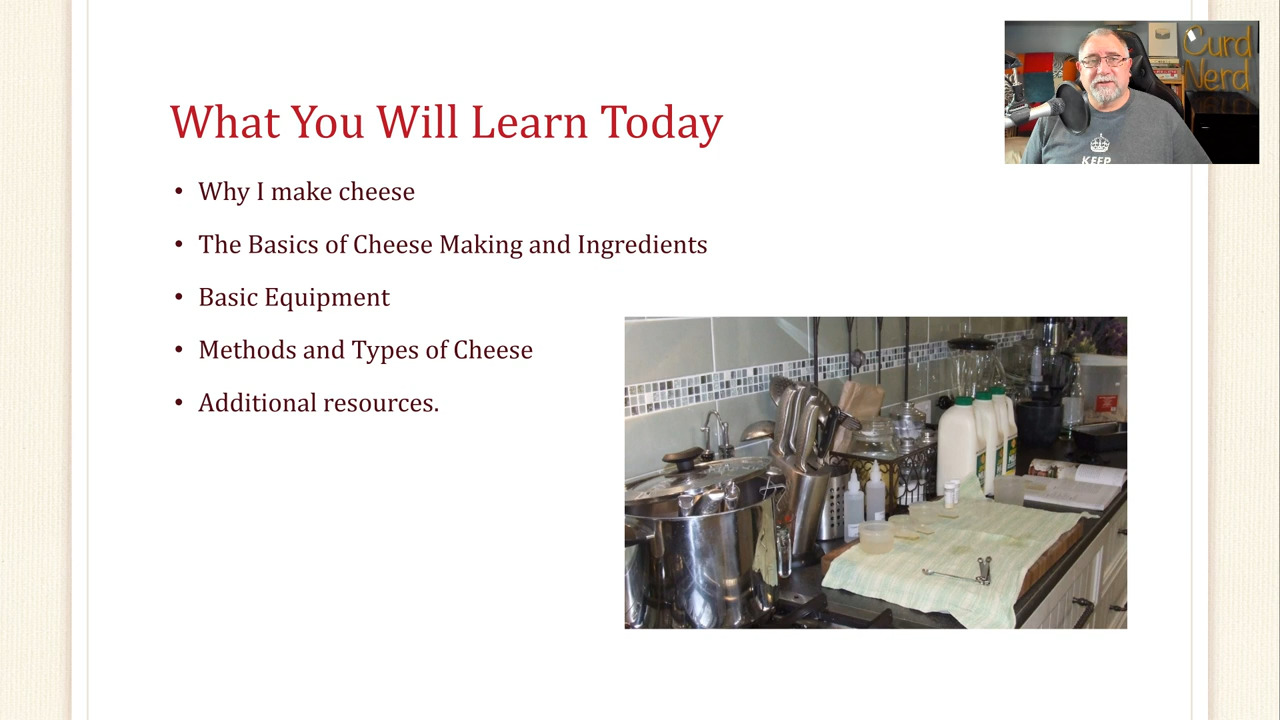 What You Will Learn Today
• Why I make cheese
• The Basics of Cheese Making and Ingredients
• Basic Equipment
• Methods and Types of Cheese
• Additional resources.
Curd
Nerd
KEEP